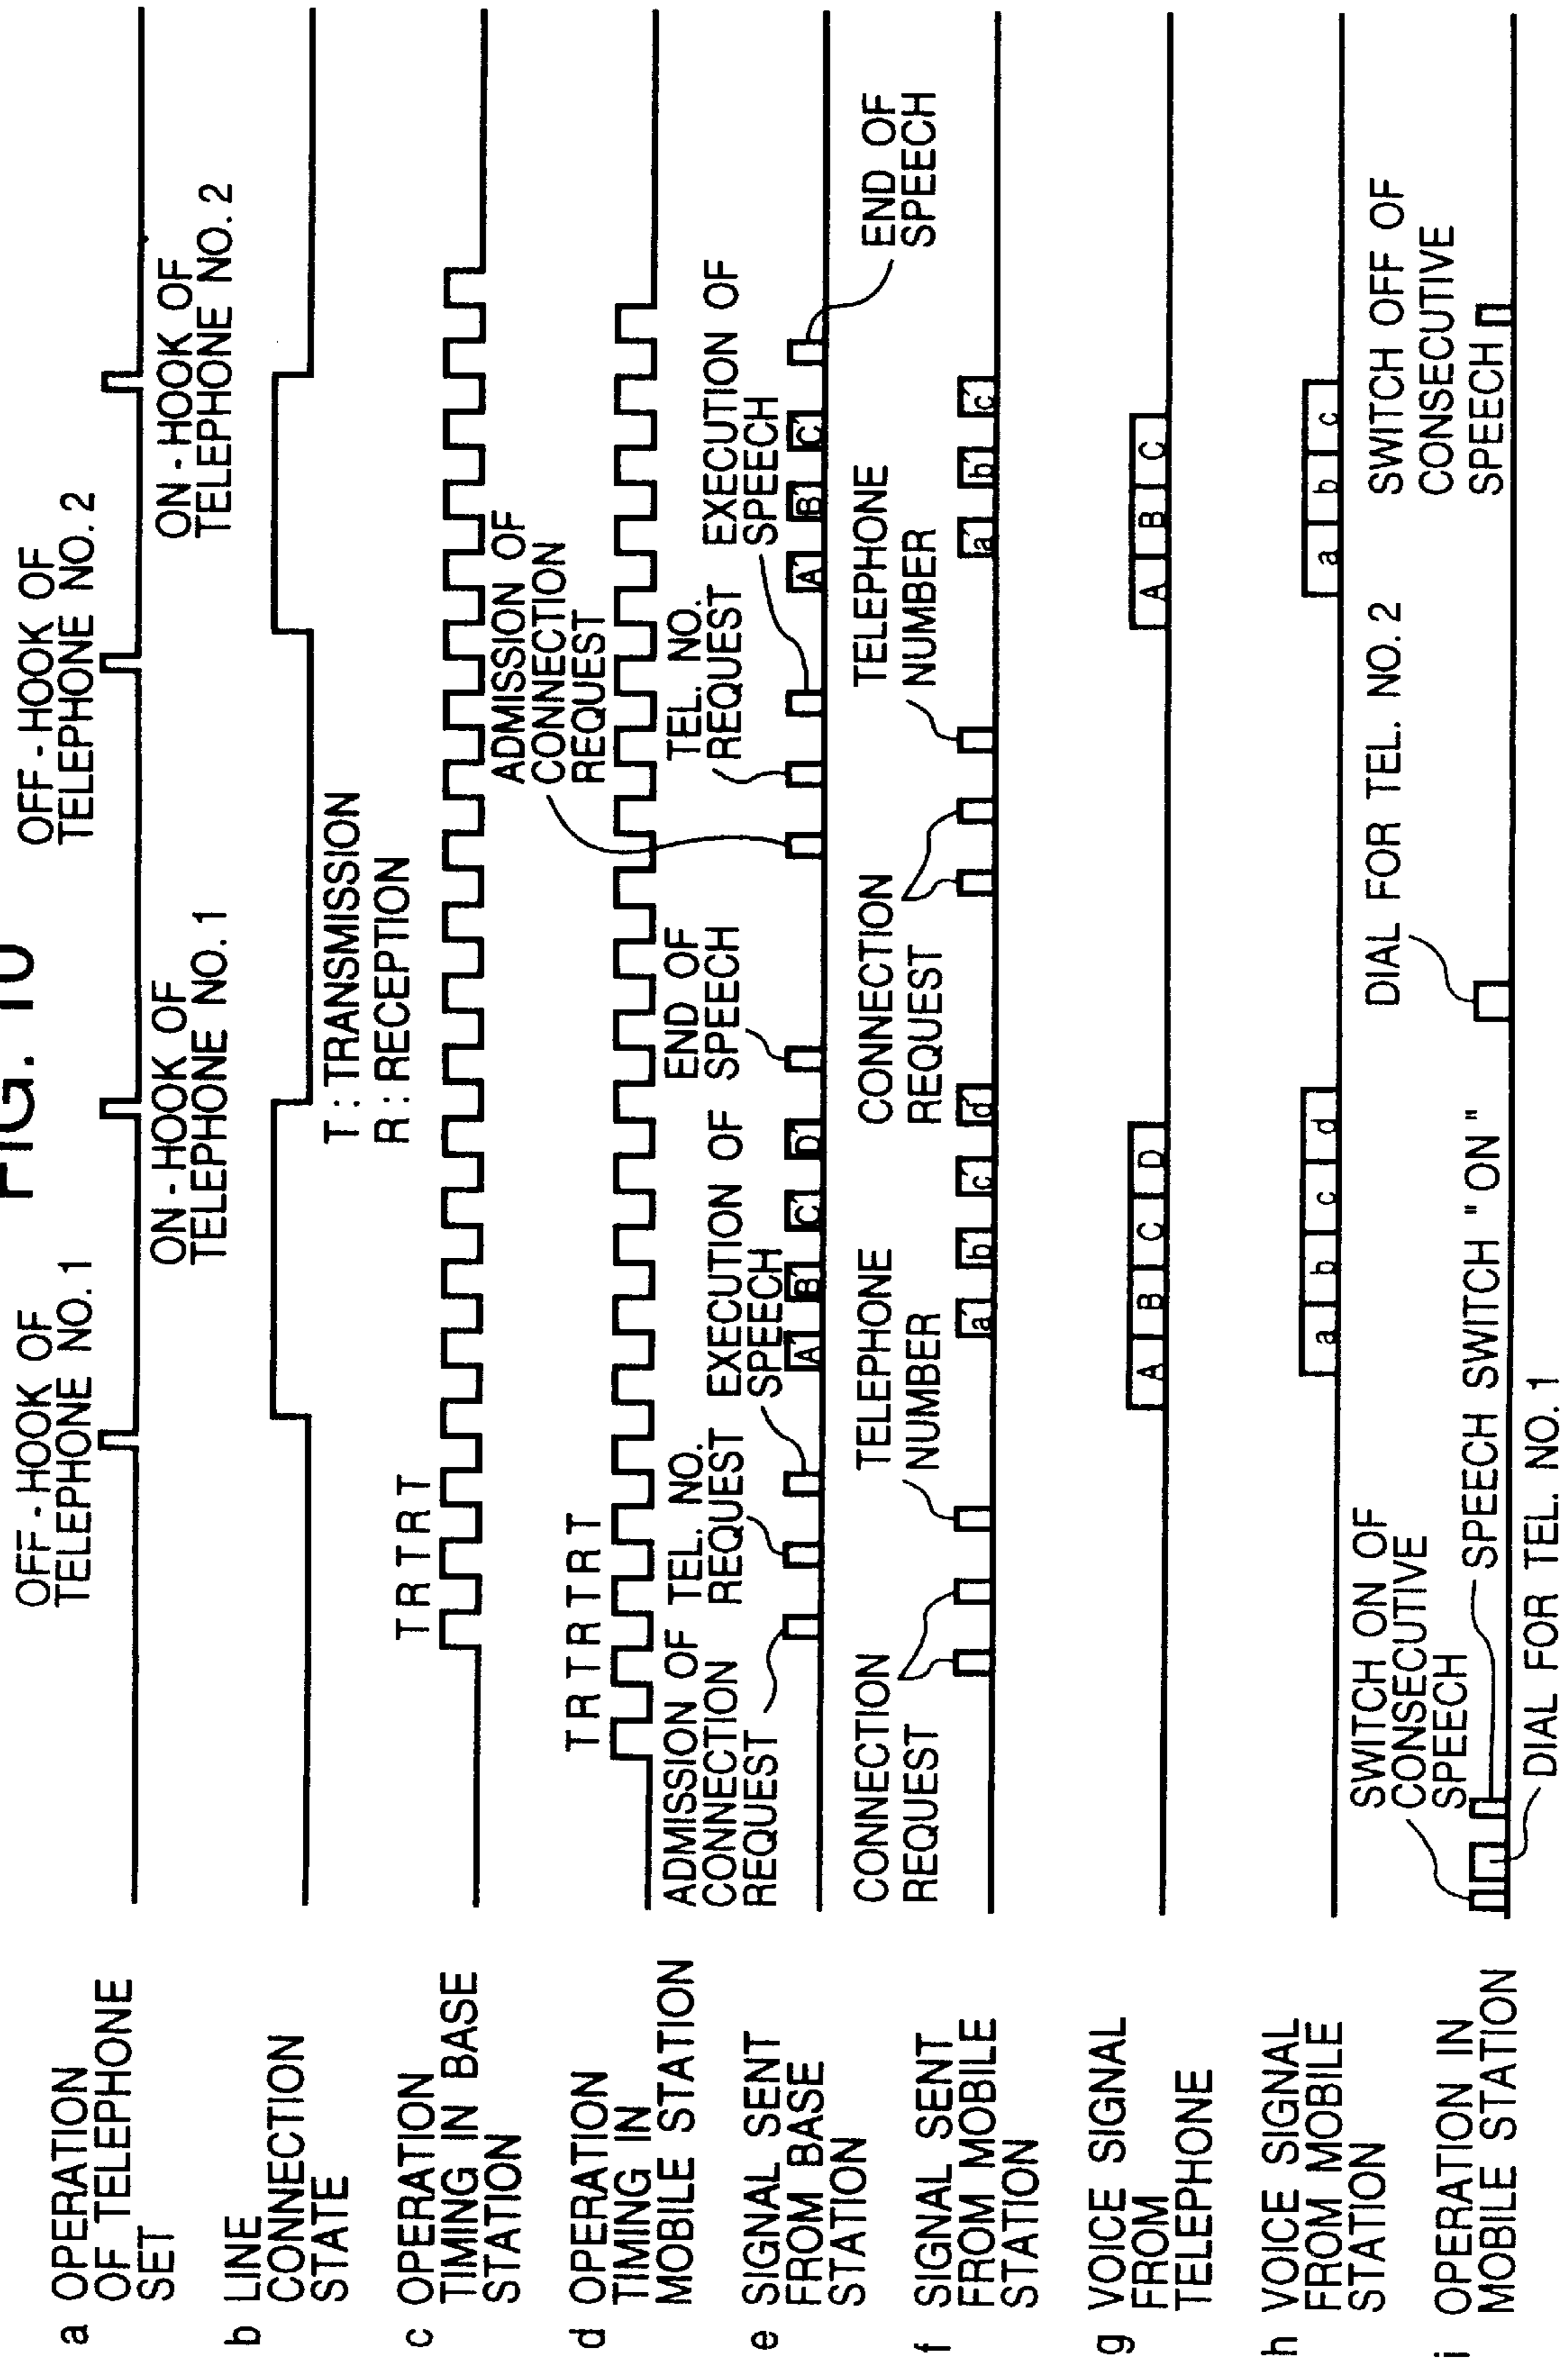 FIG. 10
a OPERATION
OF TELEPHONE
SET
OFF-HOOK OF
TELEPHONE NO. 1
ON-HOOK OF
TELEPHONE NO. 1
OFF-HOOK OF
TELEPHONE NO. 2
ON-HOOK OF
TELEPHONE NO. 2
b LINE
CONNECTION
STATE
T : TRANSMISSION
R : RECEPTION
c OPERATION
TIMING IN BASE
STATION
T R T R T
d OPERATION
TIMING IN
MOBILE STATION
T R T R T R T
ADMISSION OF
CONNECTION
REQUEST
e SIGNAL SENT
FROM BASE
STATION
ADMISSION OF
CONNECTION
REQUEST
TEL. NO.
REQUEST
EXECUTION OF
SPEECH
A' B' C' D'
END OF
SPEECH
TEL. NO.
REQUEST
EXECUTION OF
SPEECH
A' B' C'
END OF
SPEECH
f SIGNAL SENT
FROM MOBILE
STATION
CONNECTION
REQUEST
TELEPHONE
NUMBER
a' b' c' d'
CONNECTION
REQUEST
TELEPHONE
NUMBER
a' b' c'
g VOICE SIGNAL
FROM
TELEPHONE
A B C D
A B C
h VOICE SIGNAL
FROM MOBILE
STATION
a b c d
a b c
i OPERATION IN
MOBILE STATION
SWITCH ON OF
CONSECUTIVE
SPEECH
SPEECH SWITCH "ON"
DIAL FOR TEL. NO. 1
DIAL FOR TEL. NO. 2
SWITCH OFF OF
CONSECUTIVE
SPEECH